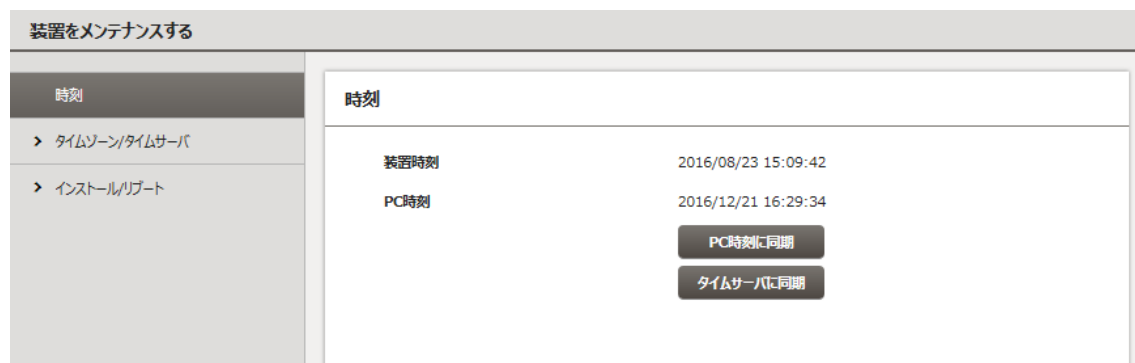 装置をメンテナンスする
時刻
時刻
タイムゾーン/タイムサーバ
装置時刻 2016/08/23 15:09:42
インストール/リブート
PC時刻 2016/12/21 16:29:34
PC時刻に同期
タイムサーバに同期